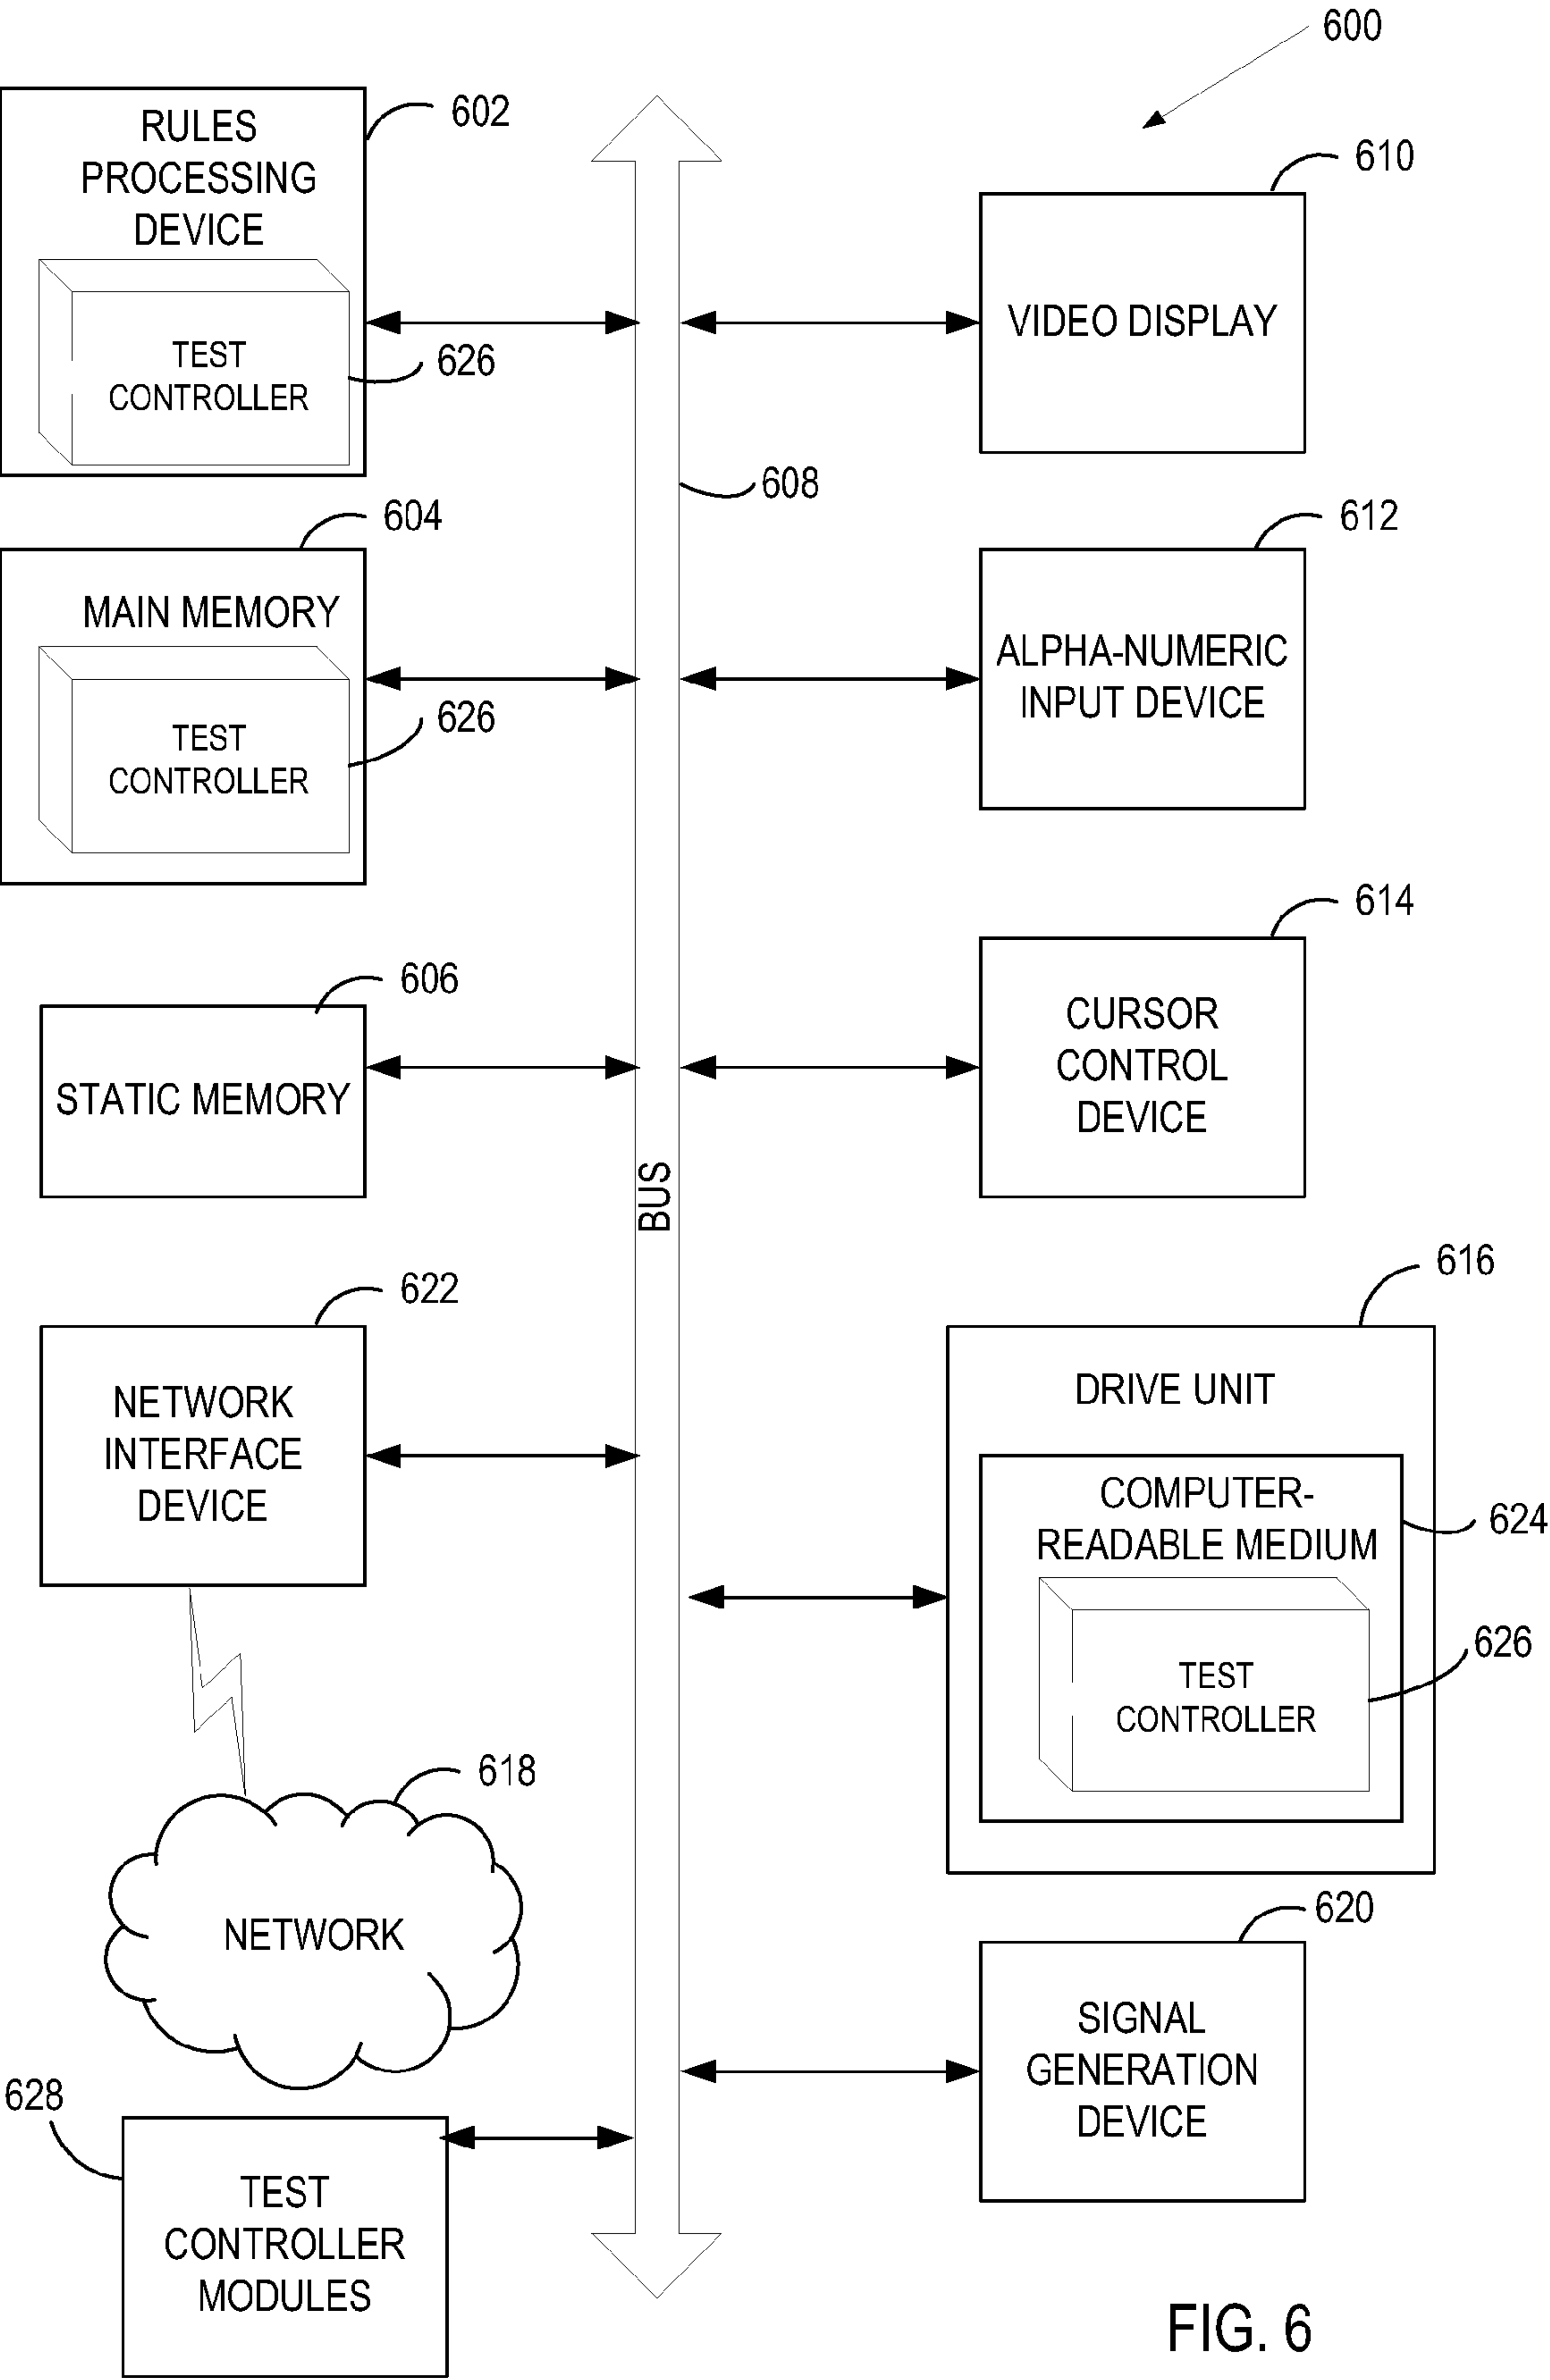 600
602
RULES
PROCESSING
DEVICE
TEST
CONTROLLER
626
610
VIDEO DISPLAY
608
604
MAIN MEMORY
TEST
CONTROLLER
626
612
ALPHA-NUMERIC
INPUT DEVICE
606
STATIC MEMORY
614
CURSOR
CONTROL
DEVICE
BUS
622
NETWORK
INTERFACE
DEVICE
616
DRIVE UNIT
COMPUTER-
READABLE MEDIUM
624
TEST
CONTROLLER
626
618
NETWORK
620
SIGNAL
GENERATION
DEVICE
628
TEST
CONTROLLER
MODULES
FIG. 6